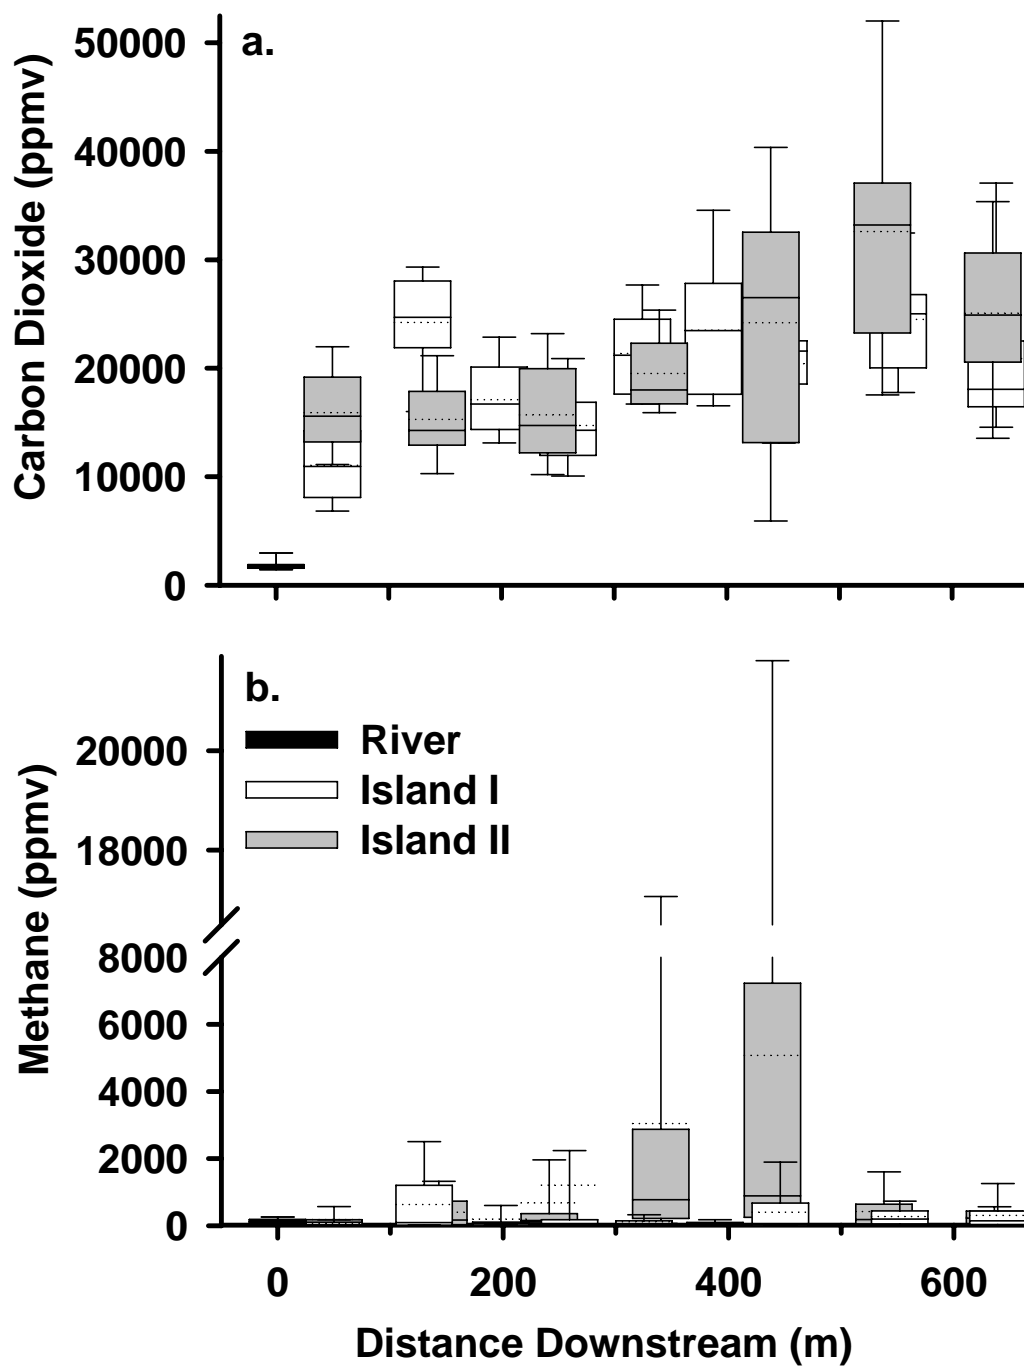 a.
Carbon Dioxide (ppmv)
50000
40000
30000
20000
10000
0
b.
River
Island I
Island II
Methane (ppmv)
20000
18000
8000
6000
4000
2000
0
0 200 400 600
Distance Downstream (m)